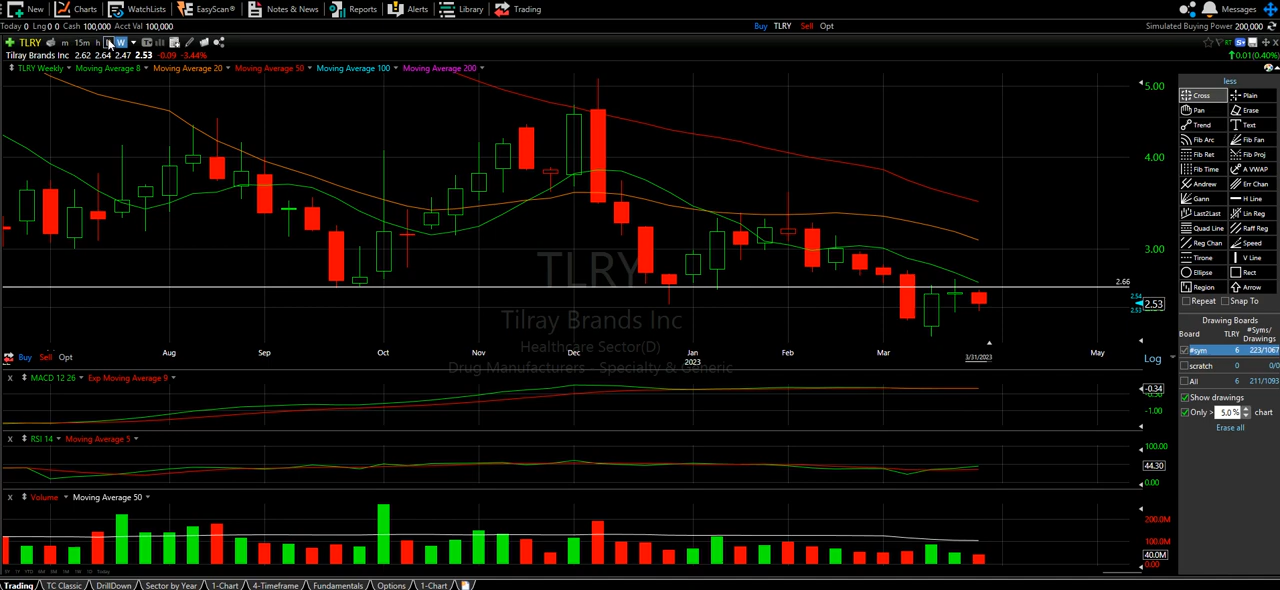 New Charts WatchLists EasyScan® Notes & News Reports Alerts Library Trading Messages
Today 0 Lng 0 0 Cash 100,000 Acct Val 100,000 Buy TLRY Sell Opt Simulated Buying Power 200,000
TLRY m 15m h W
Tilray Brands Inc 2.62 2.64 2.47 2.53 -0.09 -3.44% 0.01(0.40%)
TLRY Weekly Moving Average 8 Moving Average 20 Moving Average 50 Moving Average 100 Moving Average 200
5.00
4.00
3.00
2.66
2.54
2.53
2.53
TLRY
Tilray Brands Inc
Healthcare Sector(D)
Drug Manufacturers - Specialty & Generic
Aug Sep Oct Nov Dec Jan Feb Mar May
2023
3/31/2023
Log
Buy Sell Opt
X MACD 12 26 Exp Moving Average 9
-0.34
-1.00
X RSI 14 Moving Average 5
100.00
44.30
0.00
X Volume Moving Average 50
200.0M
100.0M
40.0M
0.00
less
Cross Plain
Pan Erase
Trend Text
Fib Arc Fib Fan
Fib Ret Fib Proj
Fib Time A VWAP
Andrew Err Chan
Gann H Line
Last2Last Lin Reg
Quad Line Raff Reg
Reg Chan Speed
Tirone V Line
Ellipse Rect
Region Arrow
Repeat Snap To
Drawing Boards
#Syms/
Board TLRY Drawings
#sym 6 223/1067
scratch 0 0/0
All 6 211/1093
Show drawings
Only > 5.0 % chart
Erase all
Trading TC Classic DrillDown Sector by Year 1-Chart 4-Timeframe Fundamentals Options 1-Chart